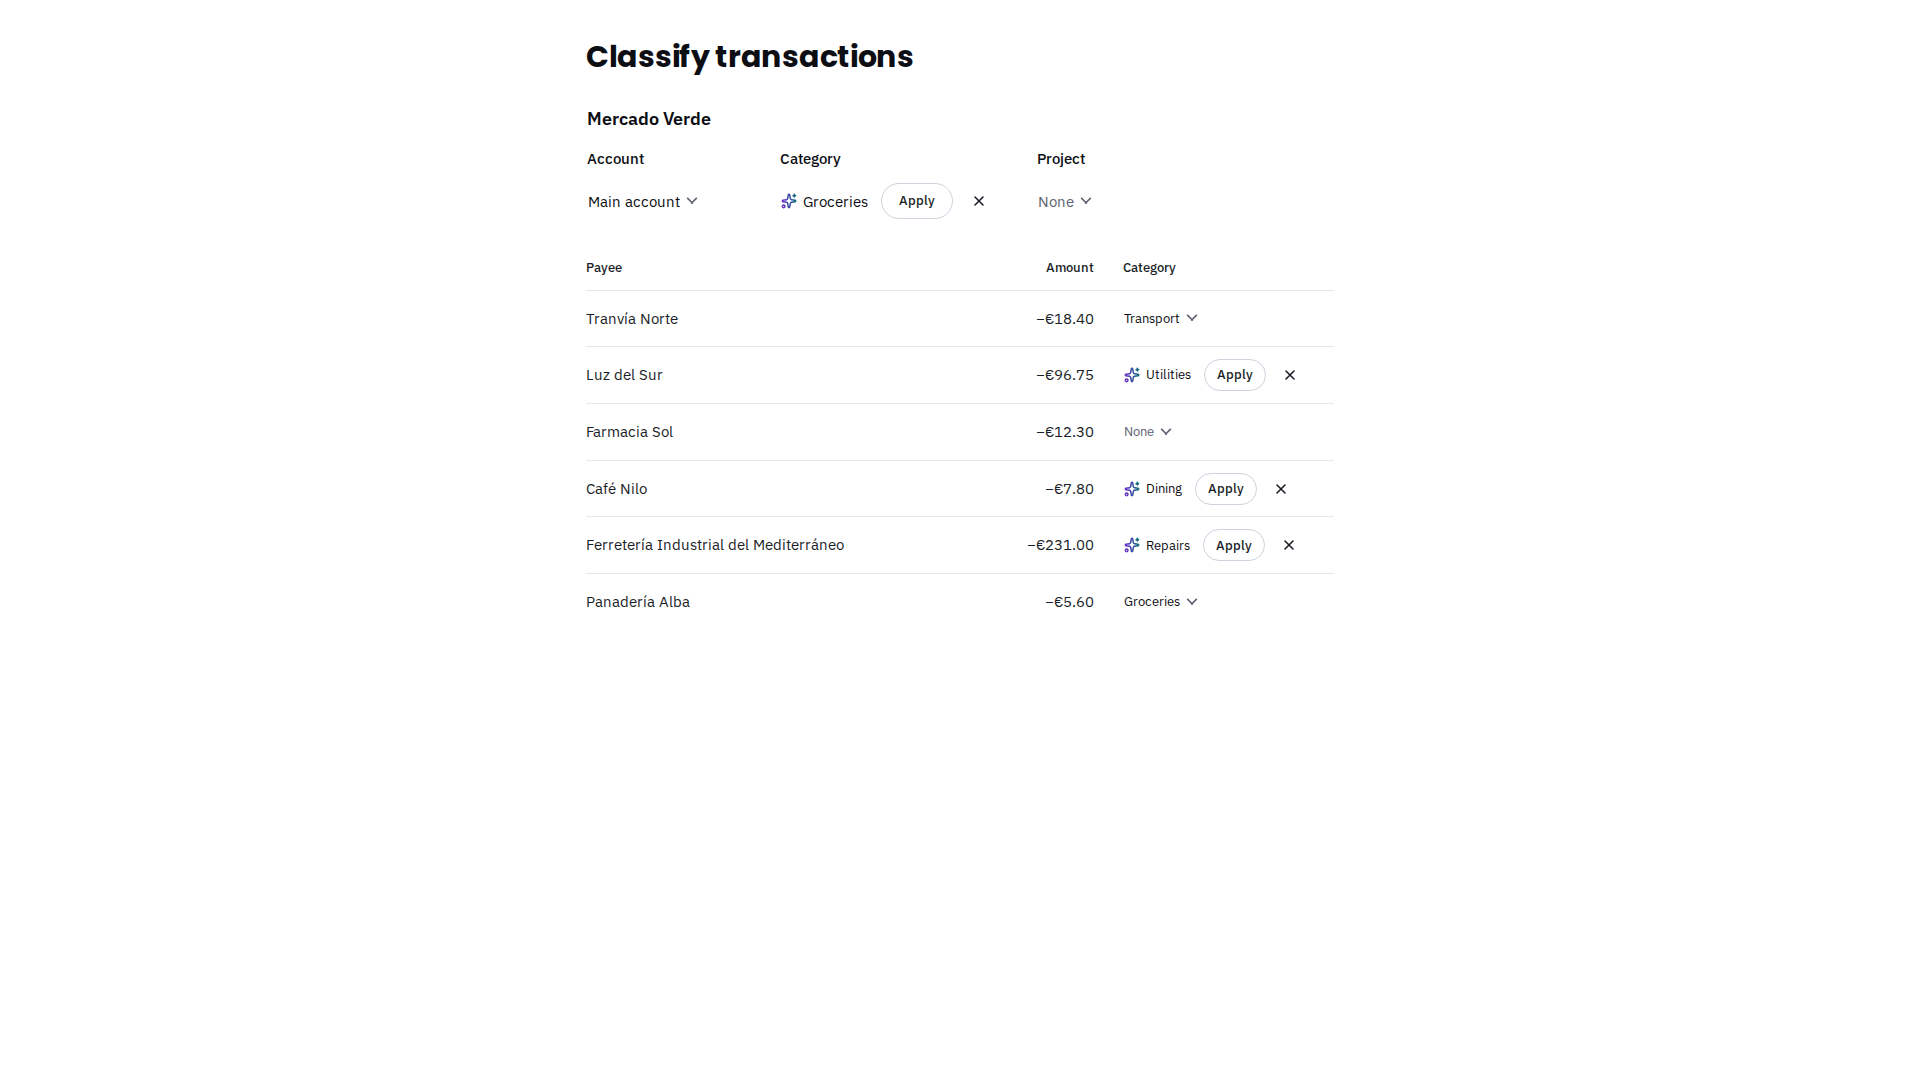 Classify transactions
Mercado Verde
Account Category Project
Main account Groceries Apply None
Payee Amount Category
Tranvía Norte −€18.40 Transport
Luz del Sur −€96.75 Utilities Apply
Farmacia Sol −€12.30 None
Café Nilo −€7.80 Dining Apply
Ferretería Industrial del Mediterráneo −€231.00 Repairs Apply
Panadería Alba −€5.60 Groceries